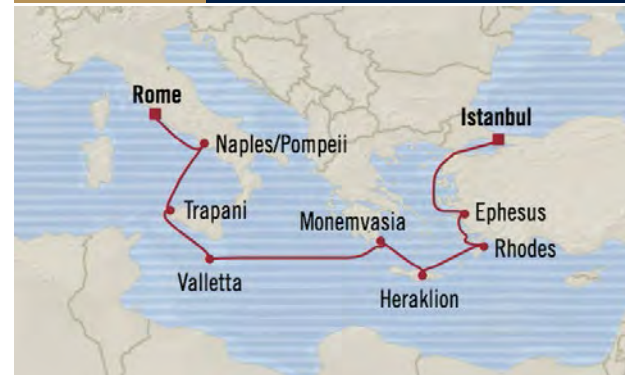 Rome
Istanbul
Naples/Pompeii
Trapani
Ephesus
Monemvasia
Rhodes
Valletta
Heraklion